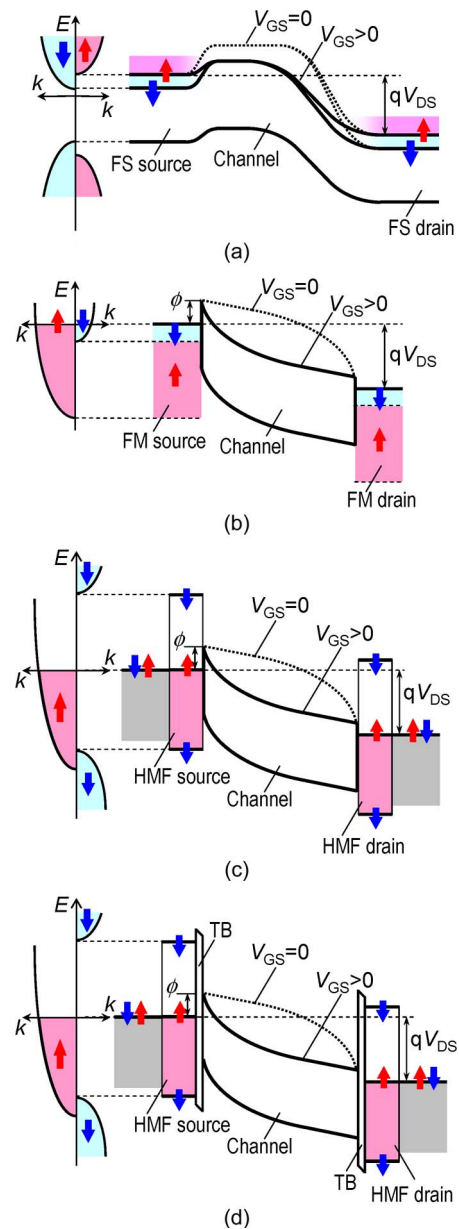 E
V_GS=0
V_GS>0
k
k
qV_DS
FS source
Channel
FS drain
(a)
E
ϕ
V_GS=0
k
k
V_GS>0
qV_DS
FM source
Channel
FM drain
(b)
E
V_GS=0
ϕ
V_GS>0
k
k
qV_DS
HMF source
Channel
HMF drain
(c)
E
TB
V_GS=0
ϕ
V_GS>0
k
k
qV_DS
HMF source
Channel
TB
HMF drain
(d)